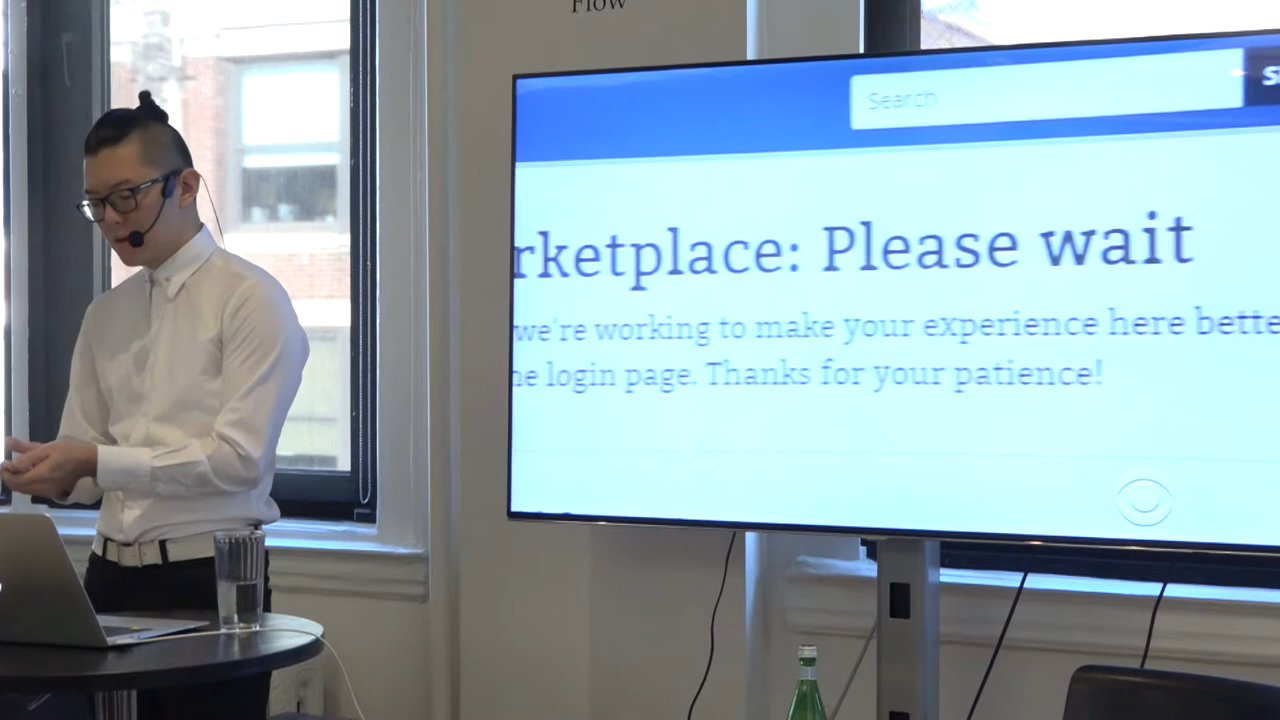 Flow
Search
rketplace: Please wait
we're working to make your experience here bette
he login page. Thanks for your patience!